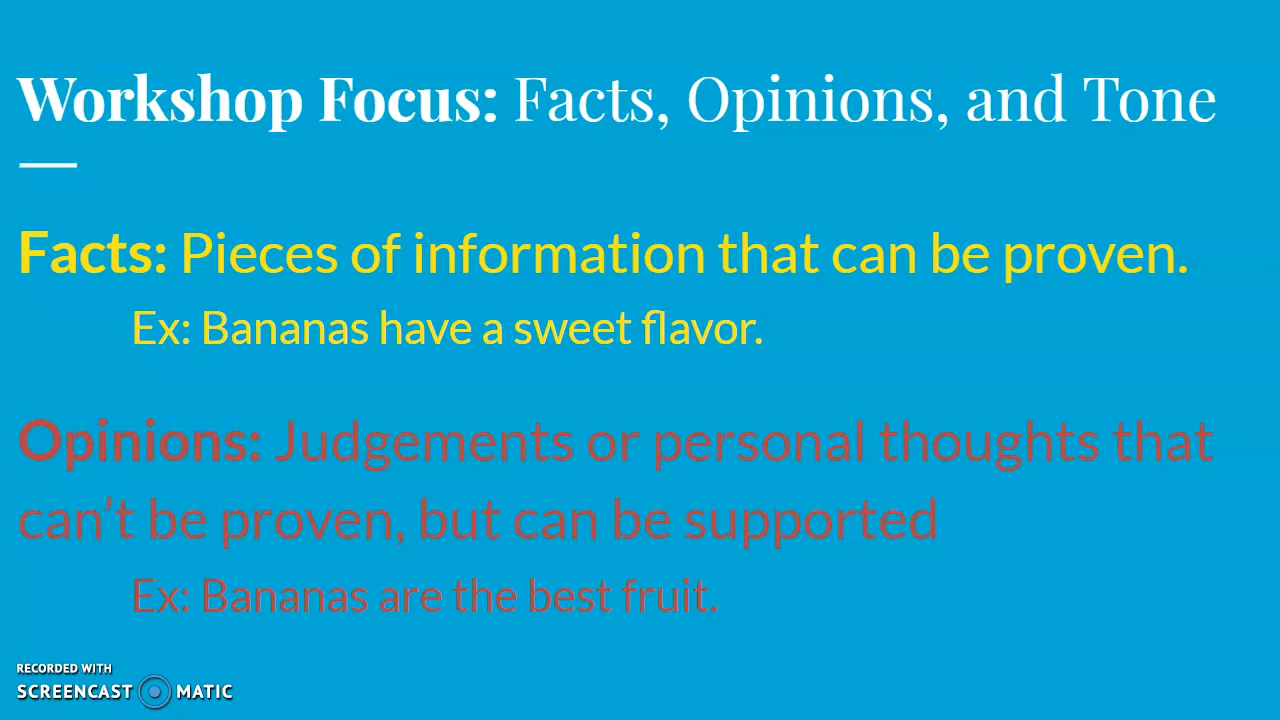 Workshop Focus: Facts, Opinions, and Tone
Facts: Pieces of information that can be proven.
Ex: Bananas have a sweet flavor.
Opinions: Judgements or personal thoughts that
can't be proven, but can be supported
Ex: Bananas are the best fruit.
RECORDED WITH
SCREENCAST MATIC